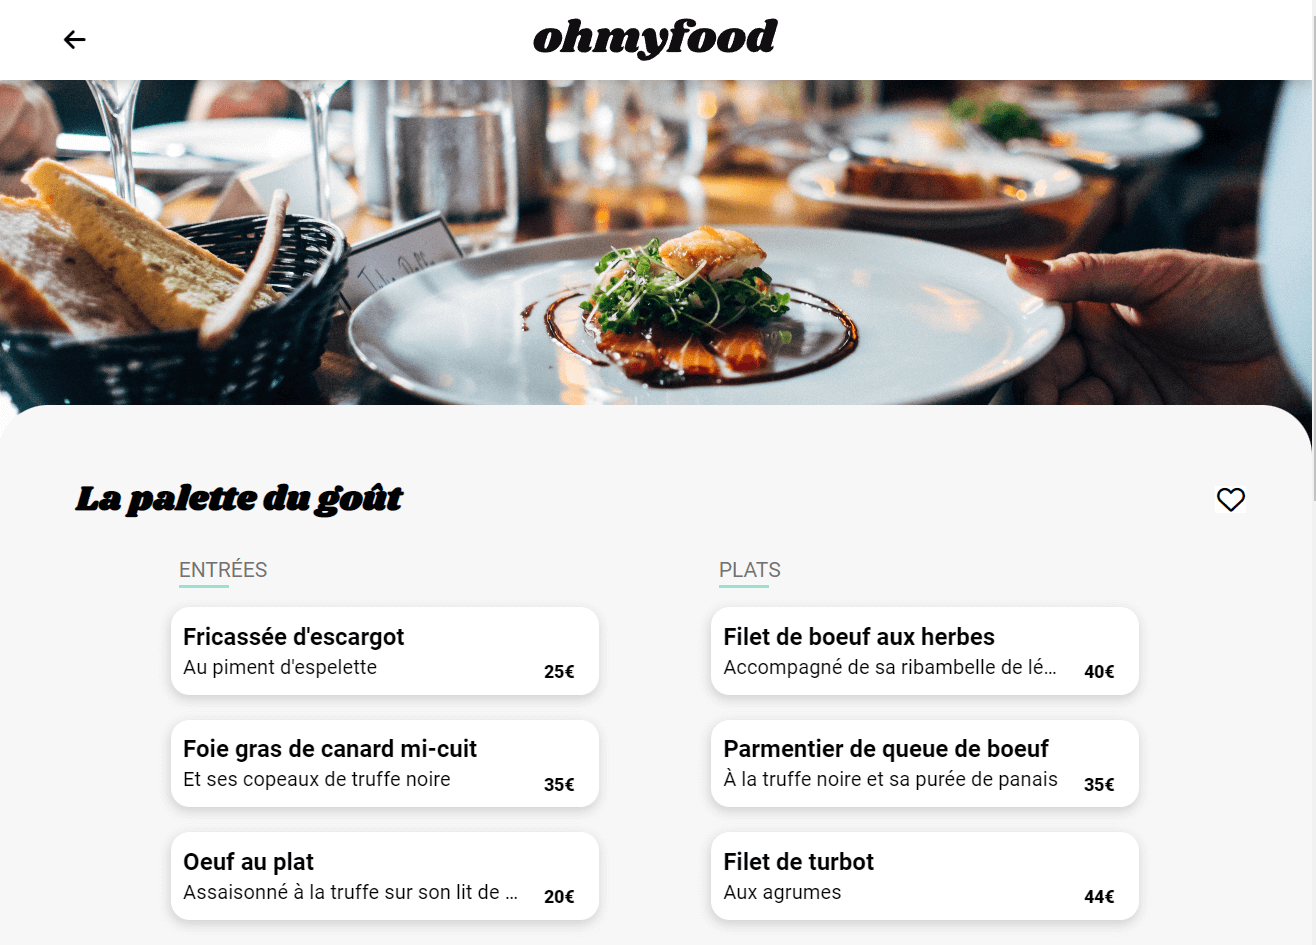 ohmyfood
La palette du goût
ENTRÉES
Fricassée d'escargot
Au piment d'espelette
25€
Foie gras de canard mi-cuit
Et ses copeaux de truffe noire
35€
Oeuf au plat
Assaisonné à la truffe sur son lit de ...
20€
PLATS
Filet de boeuf aux herbes
Accompagné de sa ribambelle de lé...
40€
Parmentier de queue de boeuf
À la truffe noire et sa purée de panais
35€
Filet de turbot
Aux agrumes
44€